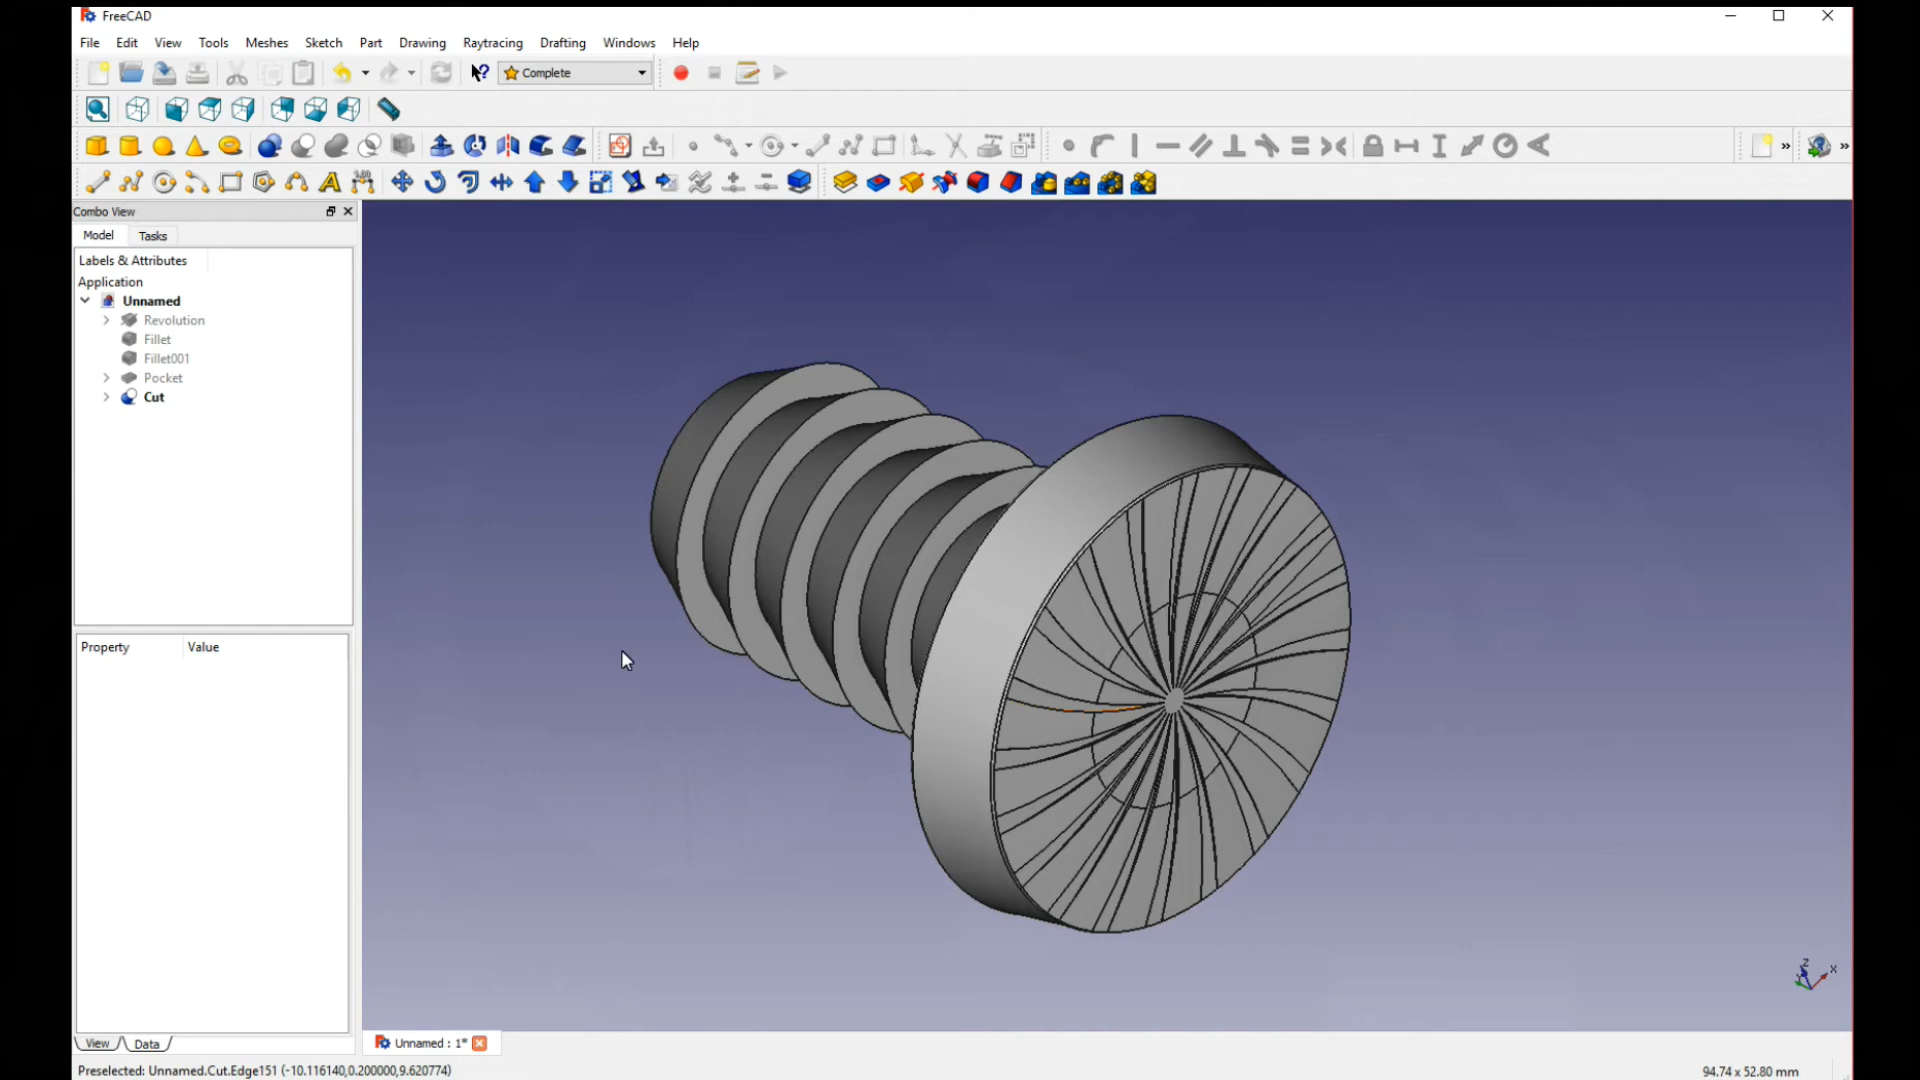 FreeCAD
File Edit View Tools Meshes Sketch Part Drawing Raytracing Drafting Windows Help
Complete
Combo View
Model Tasks
Labels & Attributes
Application
Unnamed
Revolution
Fillet
Fillet001
Pocket
Cut
Property Value
View Data
Unnamed : 1*
Z
X
Preselected: Unnamed.Cut.Edge151 (-10.116140,0.200000,9.620774)
94.74 x 52.80 mm